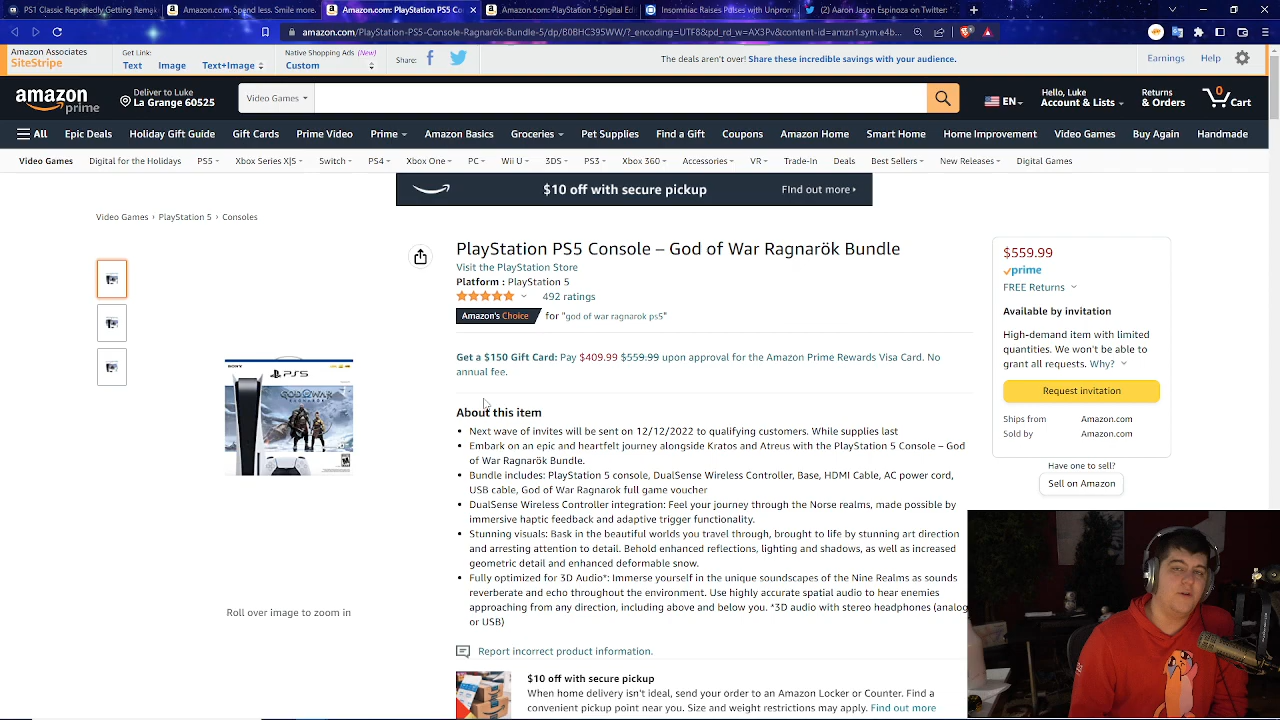 PS1 Classic Reportedly Getting Remak
Amazon.com. Spend less. Smile more.
Amazon.com: PlayStation PS5 Co
Amazon.com: PlayStation 5-Digital Edi
Insomniac Raises Pulses with Unprom
(2) Aaron Jason Espinoza on Twitter: "
amazon.com/PlayStation-PS5-Console-Ragnarök-Bundle-5/dp/B0BHC395WW/?_encoding=UTF8&pd_rd_w=AX3Pv&content-id=amzn1.sym.e4b...
Amazon Associates
SiteStripe
Get Link:
Text Image Text+Image
Native Shopping Ads (New)
Custom
Share:
The deals aren't over! Share these incredible savings with your audience.
Earnings Help
amazon prime
Deliver to Luke
La Grange 60525
Video Games
EN
Hello, Luke
Account & Lists
Returns
& Orders
0
Cart
All Epic Deals Holiday Gift Guide Gift Cards Prime Video Prime Amazon Basics Groceries Pet Supplies Find a Gift Coupons Amazon Home Smart Home Home Improvement Video Games Buy Again Handmade
Video Games Digital for the Holidays PS5 Xbox Series X|S Switch PS4 Xbox One PC Wii U 3DS PS3 Xbox 360 Accessories VR Trade-In Deals Best Sellers New Releases Digital Games
$10 off with secure pickup FInd out more
Video Games › PlayStation 5 › Consoles
PlayStation PS5 Console – God of War Ragnarök Bundle
Visit the PlayStation Store
Platform : PlayStation 5
492 ratings
Amazon's Choice for "god of war ragnarok ps5"
Get a $150 Gift Card: Pay $409.99 $559.99 upon approval for the Amazon Prime Rewards Visa Card. No
annual fee.
About this item
• Next wave of invites will be sent on 12/12/2022 to qualifying customers. While supplies last
• Embark on an epic and heartfelt journey alongside Kratos and Atreus with the PlayStation 5 Console – God
of War Ragnarök Bundle.
• Bundle includes: PlayStation 5 console, DualSense Wireless Controller, Base, HDMI Cable, AC power cord,
USB cable, God of War Ragnarok full game voucher
• DualSense Wireless Controller integration: Feel your journey through the Norse realms, made possible by
immersive haptic feedback and adaptive trigger functionality.
• Stunning visuals: Bask in the beautiful worlds you travel through, brought to life by stunning art direction
and arresting attention to detail. Behold enhanced reflections, lighting and shadows, as well as increased
geometric detail and enhanced deformable snow.
• Fully optimized for 3D Audio*: Immerse yourself in the unique soundscapes of the Nine Realms as sounds
reverberate and echo throughout the environment. Use highly accurate spatial audio to hear enemies
approaching from any direction, including above and below you. *3D audio with stereo headphones (analog
or USB)
Report incorrect product information.
$10 off with secure pickup
When home delivery isn't ideal, send your order to an Amazon Locker or Counter. Find a
convenient pickup point near you. Size and weight restrictions may apply. Find out more
SONY
PS5
GOD OF WAR
RAGNARÖK
Roll over image to zoom in
$559.99
prime
FREE Returns
Available by invitation
High-demand item with limited
quantities. We won't be able to
grant all requests. Why?
Request invitation
Ships from Amazon.com
Sold by Amazon.com
Have one to sell?
Sell on Amazon